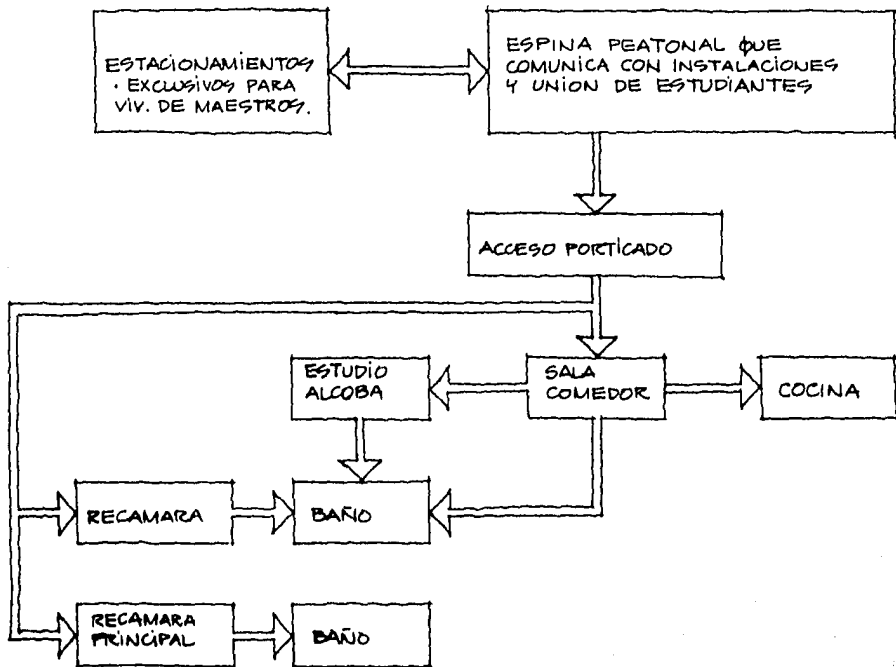 ESTACIONAMIENTOS
· EXCLUSIVOS PARA
VIV. DE MAESTROS.
ESPINA PEATONAL QUE
COMUNICA CON INSTALACIONES
Y UNION DE ESTUDIANTES
ACCESO PORTICADO
ESTUDIO
ALCOBA
SALA
COMEDOR
COCINA
RECAMARA
BAÑO
RECAMARA
PRINCIPAL
BAÑO